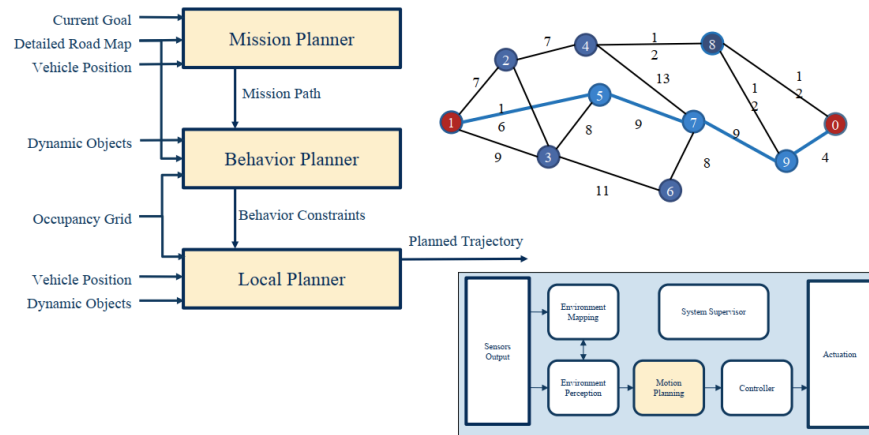 Current Goal
Detailed Road Map
Vehicle Position
Mission Planner
Mission Path
Dynamic Objects
Behavior Planner
Occupancy Grid
Behavior Constraints
Vehicle Position
Dynamic Objects
Local Planner
Planned Trajectory
7
7
1
2
13
1
6
8
9
9
11
8
9
1
2
1
2
4
1
2
3
4
5
6
7
8
9
0
Sensors
Output
Environment
Mapping
System Supervisor
Environment
Perception
Motion
Planning
Controller
Actuation